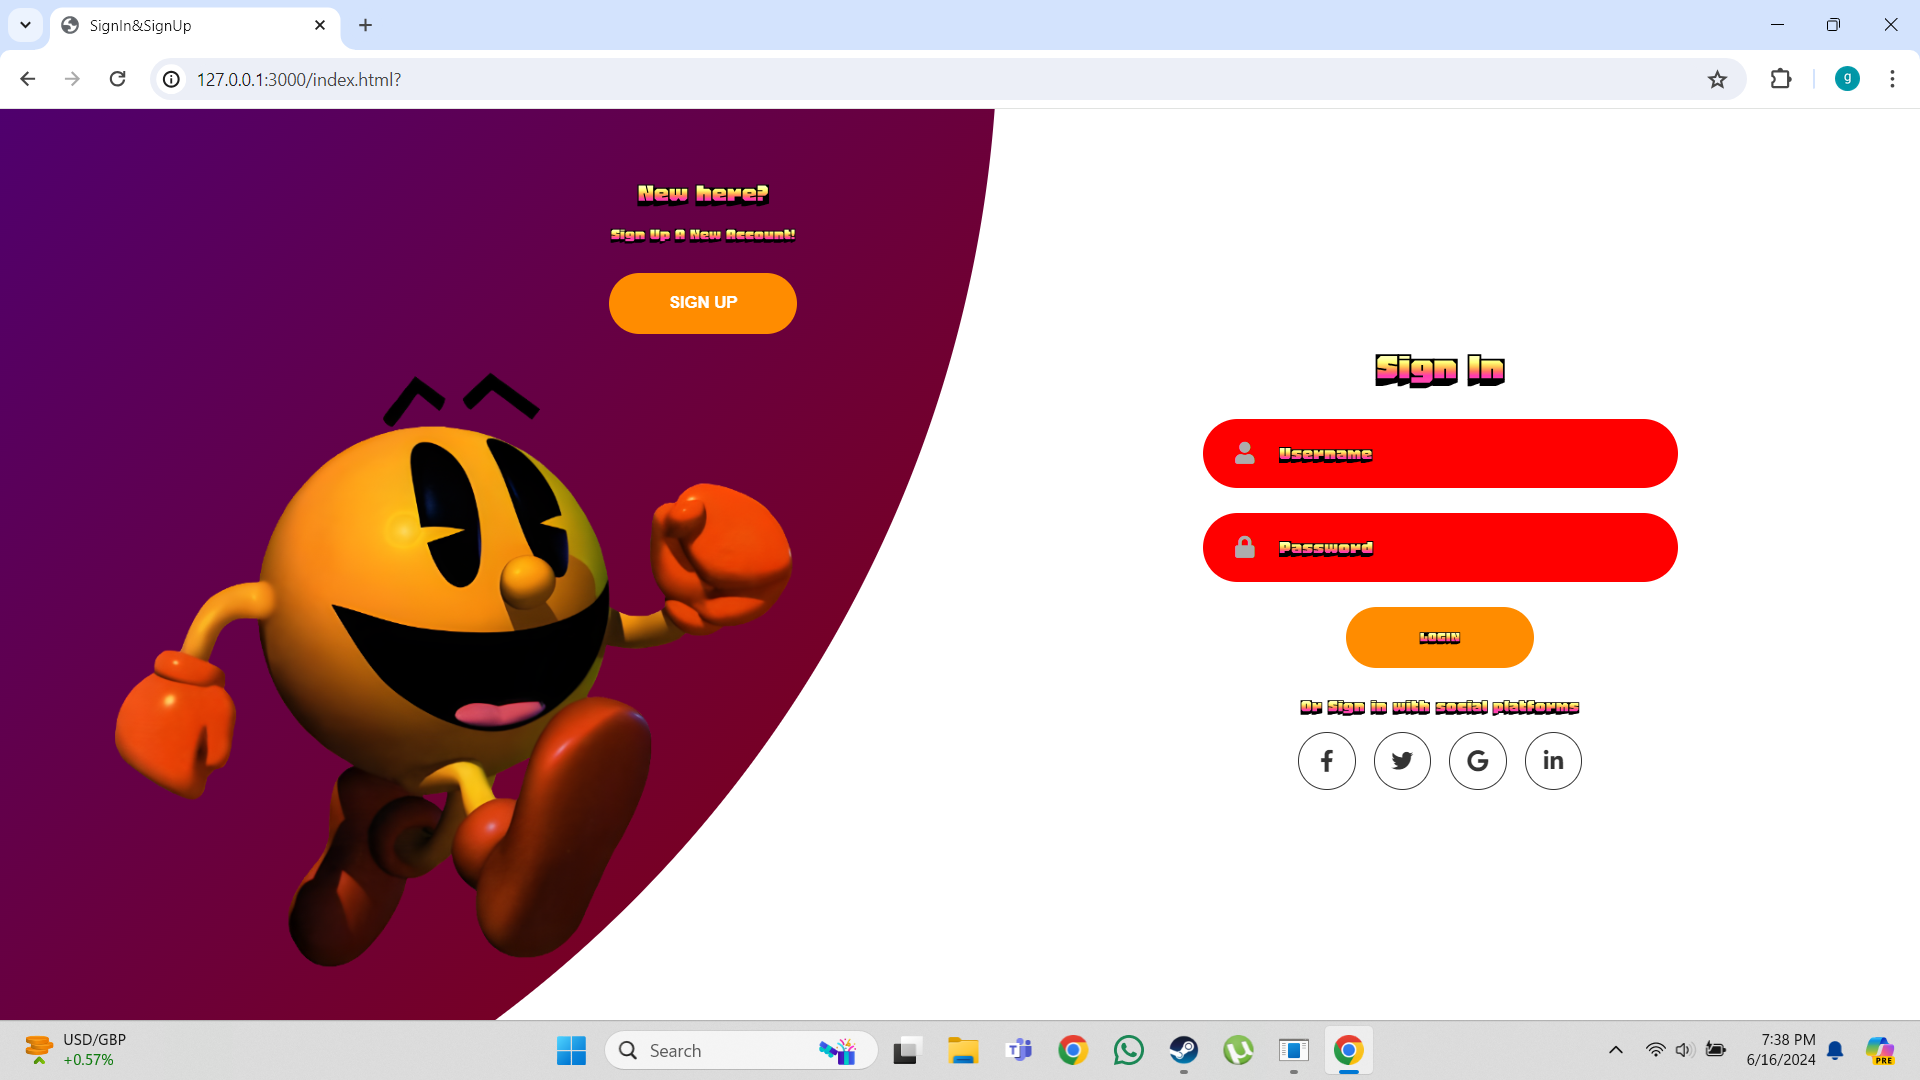 SignIn&SignUp
127.0.0.1:3000/index.html?
g
New here?
Sign Up A New Account!
SIGN UP
Sign In
Username
Password
LOGIN
Or Sign in with social platforms
f
G
in
USD/GBP
+0.57%
Search
PRE
7:38 PM
6/16/2024